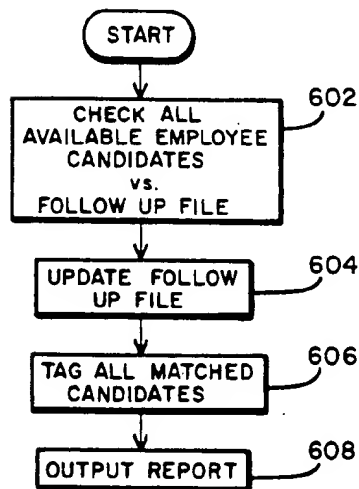 START
CHECK ALL
AVAILABLE EMPLOYEE
CANDIDATES
vs.
FOLLOW UP FILE
602
UPDATE FOLLOW
UP FILE
604
TAG ALL MATCHED
CANDIDATES
606
OUTPUT REPORT
608